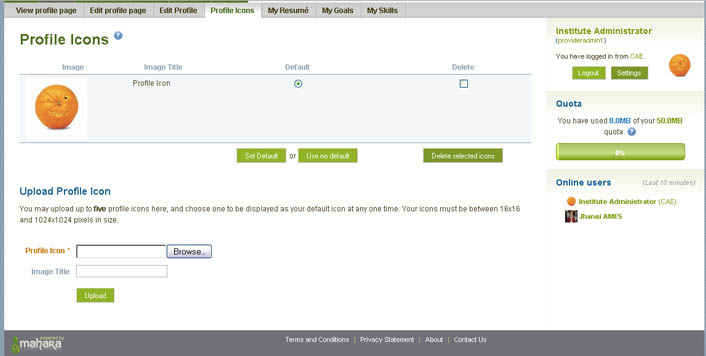 View profile page Edit profile page Edit Profile Profile Icons My Resumé My Goals My Skills
Profile Icons ?
Image Image Title Default Delete
Profile Icon
Set Default or Use no default Delete selected icons
Upload Profile Icon
You may upload up to five profile icons here, and choose one to be displayed as your default icon at any one time. Your icons must be between 16x16
and 1024x1024 pixels in size.
Profile Icon * Browse..
Image Title
Upload
Institute Administrator
(provideradmin1)
You have logged in from CAE.
Logout Settings
Quota
You have used 0.0MB of your 50.0MB
quota. ?
0%
Online users (Last 10 minutes)
Institute Administrator (CAE)
Jhansi AMES
powered by
mahara
Terms and Conditions | Privacy Statement | About | Contact Us